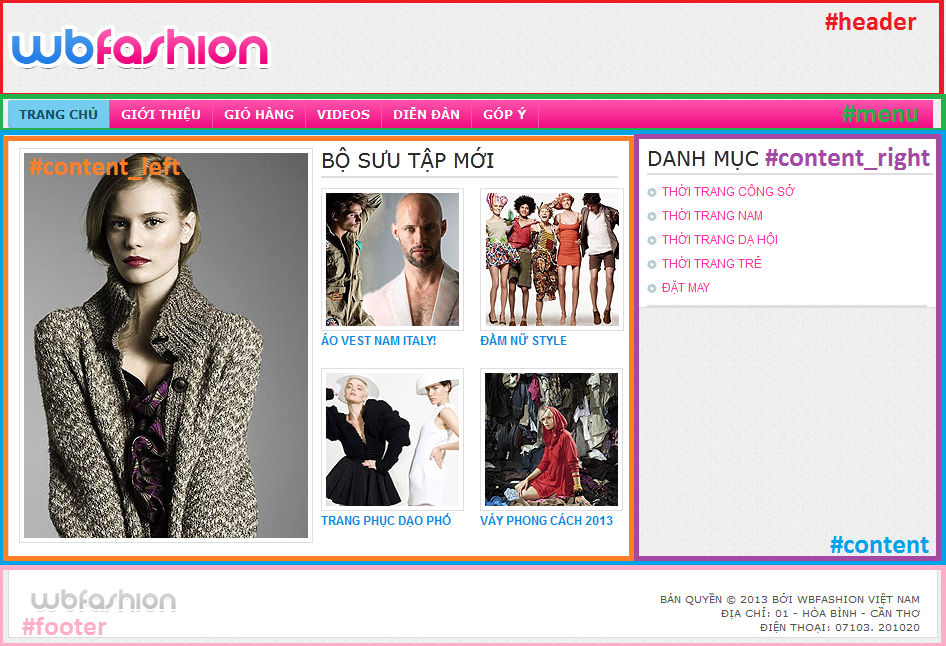 #header
wbfashion
TRANG CHỦ GIỚI THIỆU GIỎ HÀNG VIDEOS DIỄN ĐÀN GÓP Ý #menu
#content_left
BỘ SƯU TẬP MỚI
ÁO VEST NAM ITALY! ĐẦM NỮ STYLE
TRANG PHỤC DẠO PHỐ VÁY PHONG CÁCH 2013
DANH MỤC #content_right
THỜI TRANG CÔNG SỞ
THỜI TRANG NAM
THỜI TRANG DẠ HỘI
THỜI TRANG TRẺ
ĐẶT MAY
#content
wbfashion
#footer
BẢN QUYỀN © 2013 BỞI WBFASHION VIỆT NAM
ĐỊA CHỈ: 01 - HÒA BÌNH - CẦN THƠ
ĐIỆN THOẠI: 07103. 201020